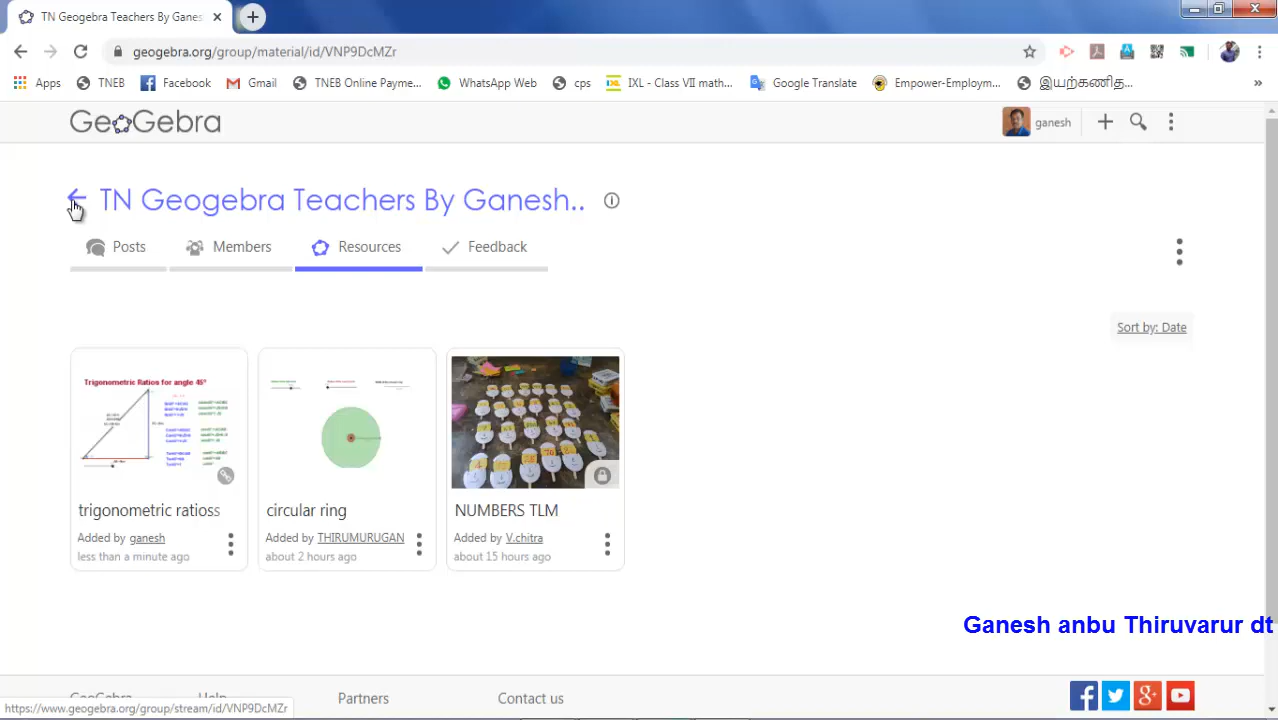 TN Geogebra Teachers By Ganes
geogebra.org/group/material/id/VNP9DcMZr
Apps TNEB Facebook Gmail TNEB Online Payme... WhatsApp Web cps IXL - Class VII math... Google Translate Empower-Employm... இயற்கணித... »
GeoGebra ganesh
TN Geogebra Teachers By Ganesh..
Posts Members Resources Feedback
Sort by: Date
Trigonometric Ratios for angle 45°
trigonometric ratioss
Added by ganesh
less than a minute ago
circular ring
Added by THIRUMURUGAN
about 2 hours ago
NUMBERS TLM
Added by V.chitra
about 15 hours ago
Ganesh anbu Thiruvarur dt
GeoGebra Help Partners Contact us
https://www.geogebra.org/group/stream/id/VNP9DcMZr